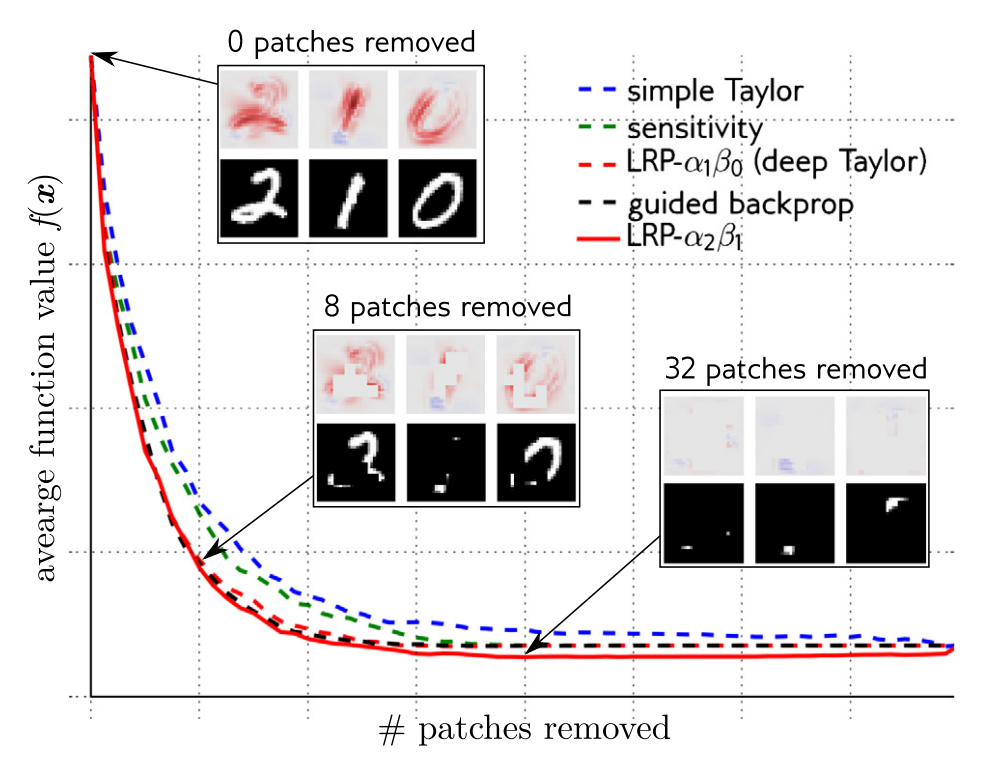 0 patches removed
simple Taylor
sensitivity
LRP-α₁β₀ (deep Taylor)
guided backprop
LRP-α₂β₁
8 patches removed
32 patches removed
avearge function value f(x)
# patches removed